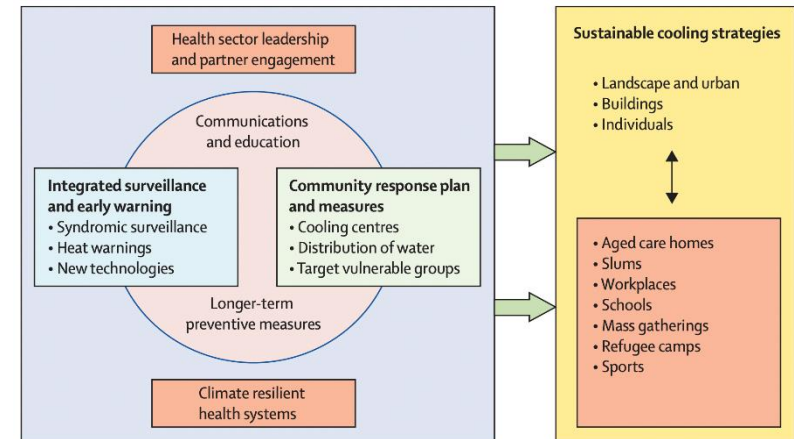 Health sector leadership
and partner engagement
Communications
and education
Integrated surveillance
and early warning
• Syndromic surveillance
• Heat warnings
• New technologies
Community response plan
and measures
• Cooling centres
• Distribution of water
• Target vulnerable groups
Longer-term
preventive measures
Climate resilient
health systems
Sustainable cooling strategies
• Landscape and urban
• Buildings
• Individuals
• Aged care homes
• Slums
• Workplaces
• Schools
• Mass gatherings
• Refugee camps
• Sports